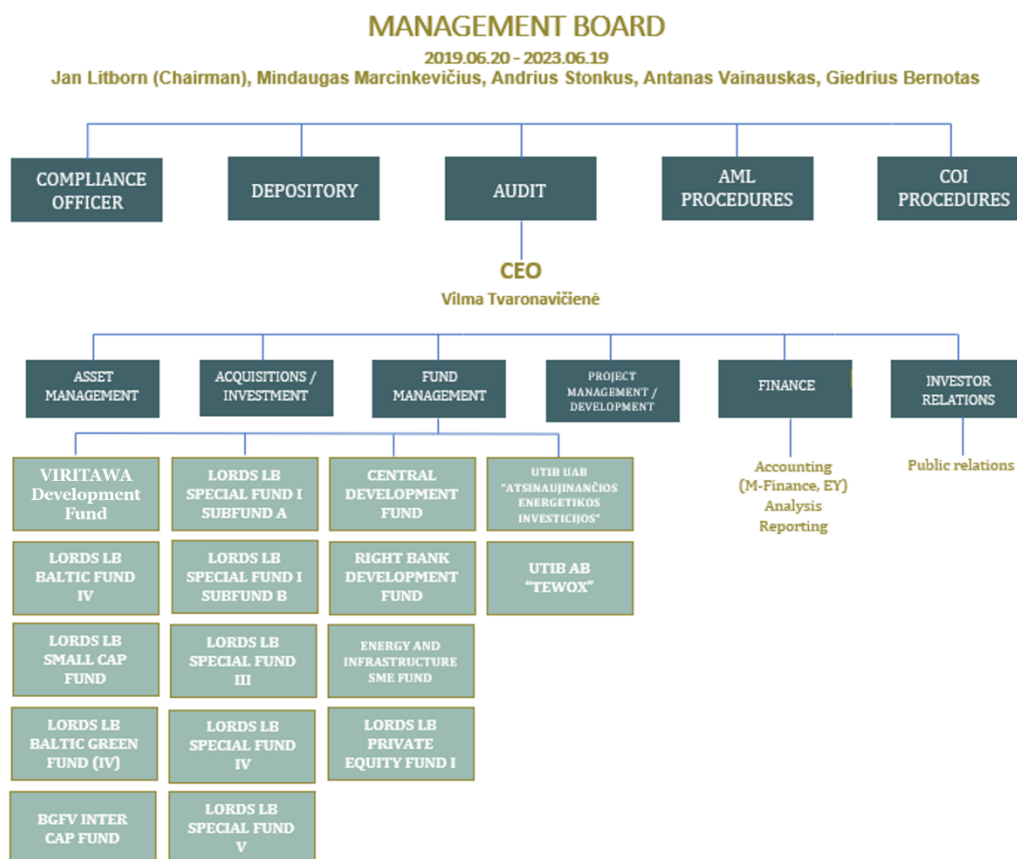 MANAGEMENT BOARD
2019.06.20 - 2023.06.19
Jan Litborn (Chairman), Mindaugas Marcinkevičius, Andrius Stonkus, Antanas Vainauskas, Giedrius Bernotas
COMPLIANCE
OFFICER
DEPOSITORY
AUDIT
AML
PROCEDURES
COI
PROCEDURES
CEO
Vilma Tvaronavičienė
ASSET
MANAGEMENT
ACQUISITIONS /
INVESTMENT
FUND
MANAGEMENT
PROJECT
MANAGEMENT /
DEVELOPMENT
FINANCE
INVESTOR
RELATIONS
VIRITAWA
Development
Fund
LORDS LB
BALTIC FUND
IV
LORDS LB
SMALL CAP
FUND
LORDS LB
BALTIC GREEN
FUND (IV)
BGFV INTER
CAP FUND
LORDS LB
SPECIAL FUND I
SUBFUND A
LORDS LB
SPECIAL FUND I
SUBFUND B
LORDS LB
SPECIAL FUND
III
LORDS LB
SPECIAL FUND
IV
LORDS LB
SPECIAL FUND
V
CENTRAL
DEVELOPMENT
FUND
RIGHT BANK
DEVELOPMENT
FUND
ENERGY AND
INFRASTRUCTURE
SME FUND
LORDS LB
PRIVATE
EQUITY FUND I
UTIB UAB
"ATSINAUJINANČIOS
ENERGETIKOS
INVESTICIJOS"
UTIB AB
"TEWOX"
Accounting
(M-Finance, EY)
Analysis
Reporting
Public relations